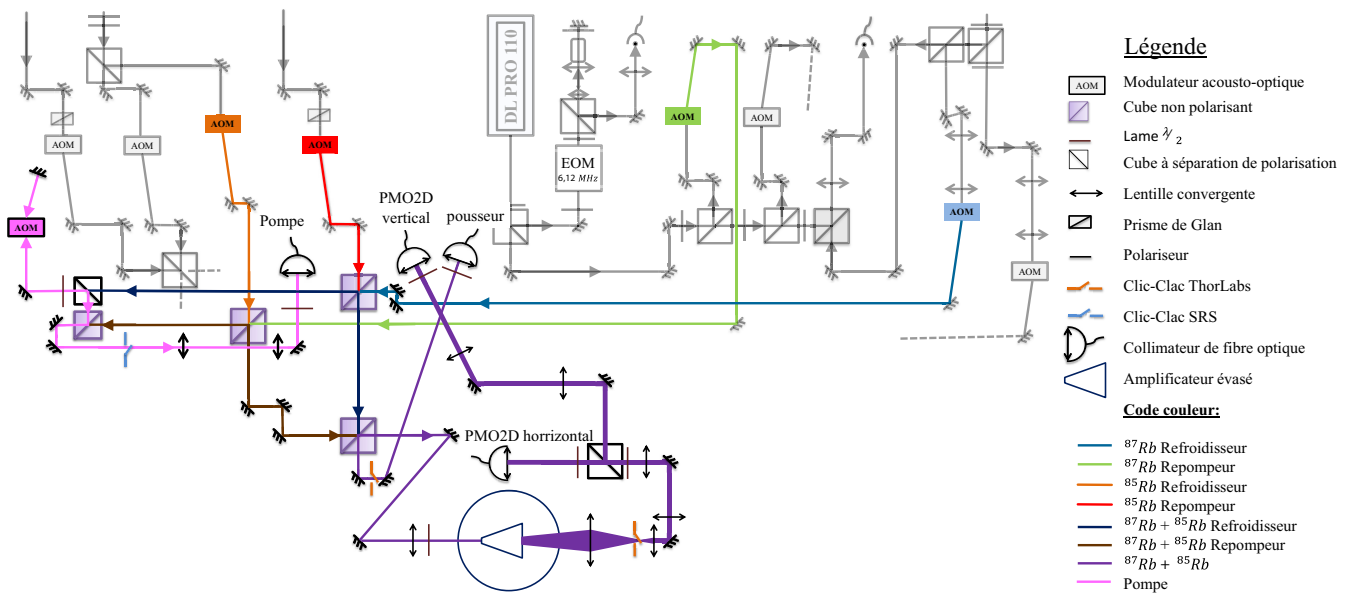 DL PRO 110
EOM
6,12 MHz
AOM
AOM
AOM
AOM
AOM
AOM
AOM
AOM
AOM
Pompe
PMO2D
vertical
pousseur
PMO2D horrizontal
Légende
AOM
Modulateur acousto-optique
Cube non polarisant
Lame λ/2
Cube à séparation de polarisation
Lentille convergente
Prisme de Glan
Polariseur
Clic-Clac ThorLabs
Clic-Clac SRS
Collimateur de fibre optique
Amplificateur évasé
Code couleur:
⁸⁷Rb Refroidisseur
⁸⁷Rb Repompeur
⁸⁵Rb Refroidisseur
⁸⁵Rb Repompeur
⁸⁷Rb + ⁸⁵Rb Refroidisseur
⁸⁷Rb + ⁸⁵Rb Repompeur
⁸⁷Rb + ⁸⁵Rb
Pompe